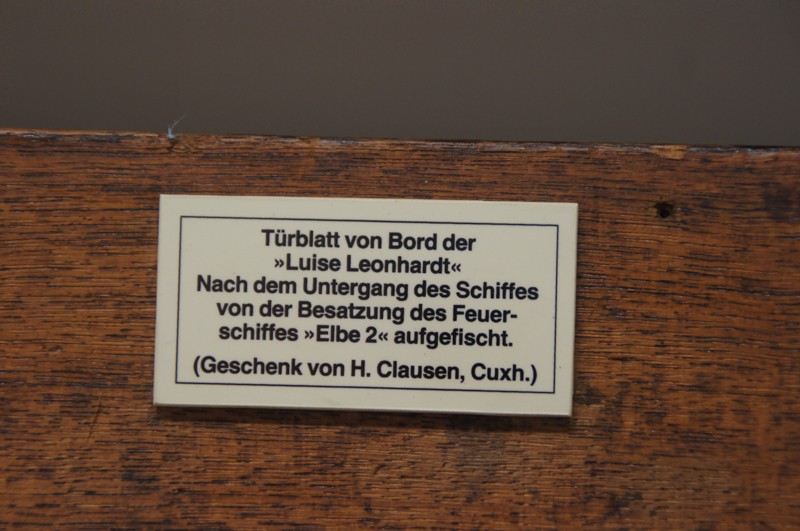 Türblatt von Bord der
»Luise Leonhardt«
Nach dem Untergang des Schiffes
von der Besatzung des Feuer-
schiffes »Elbe 2« aufgefischt.
(Geschenk von H. Clausen, Cuxh.)